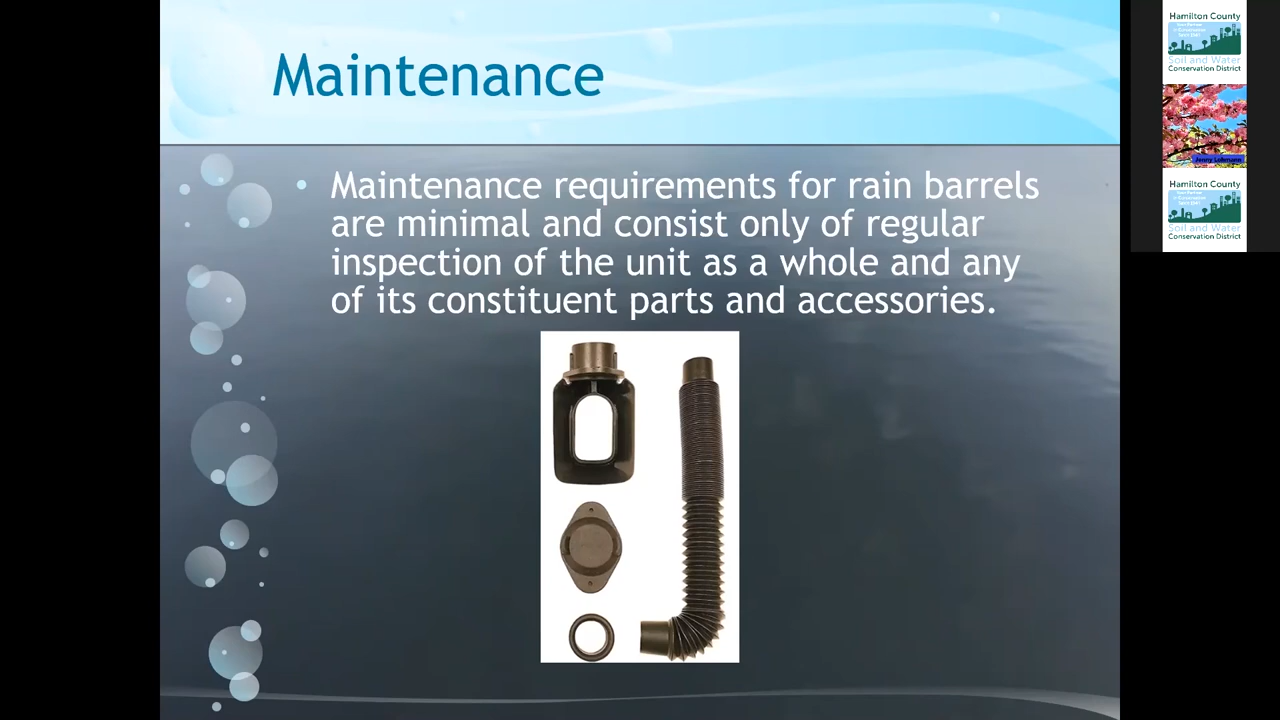 Maintenance
Maintenance requirements for rain barrels
are minimal and consist only of regular
inspection of the unit as a whole and any
of its constituent parts and accessories.
Hamilton County
Soil and Water
Conservation District
Hamilton County
Soil and Water
Conservation District